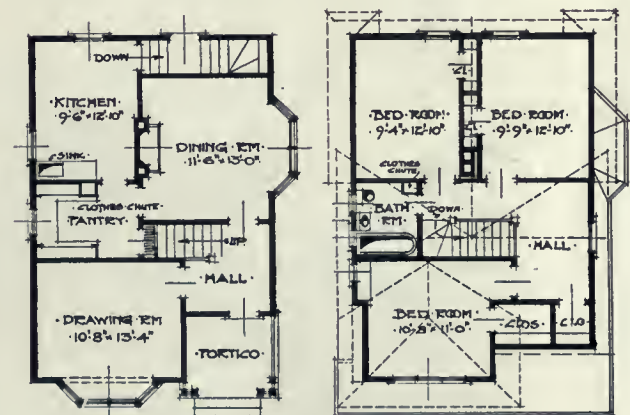 DOWN
KITCHEN
9'-6" × 12'-10"
SINK
DINING RM
11'-6" × 13'-0"
CLOTHES CHUTE
PANTRY
UP
HALL
DRAWING RM
10'-8" × 13'-4"
PORTICO
CL
BED ROOM
9'-4" × 12'-10"
BED ROOM
9'-9" × 12'-10"
CLOTHES
CHUTE
BATH
RM
DOWN
HALL
BED ROOM
10'-8" × 11'-0"
CLOS
CLO